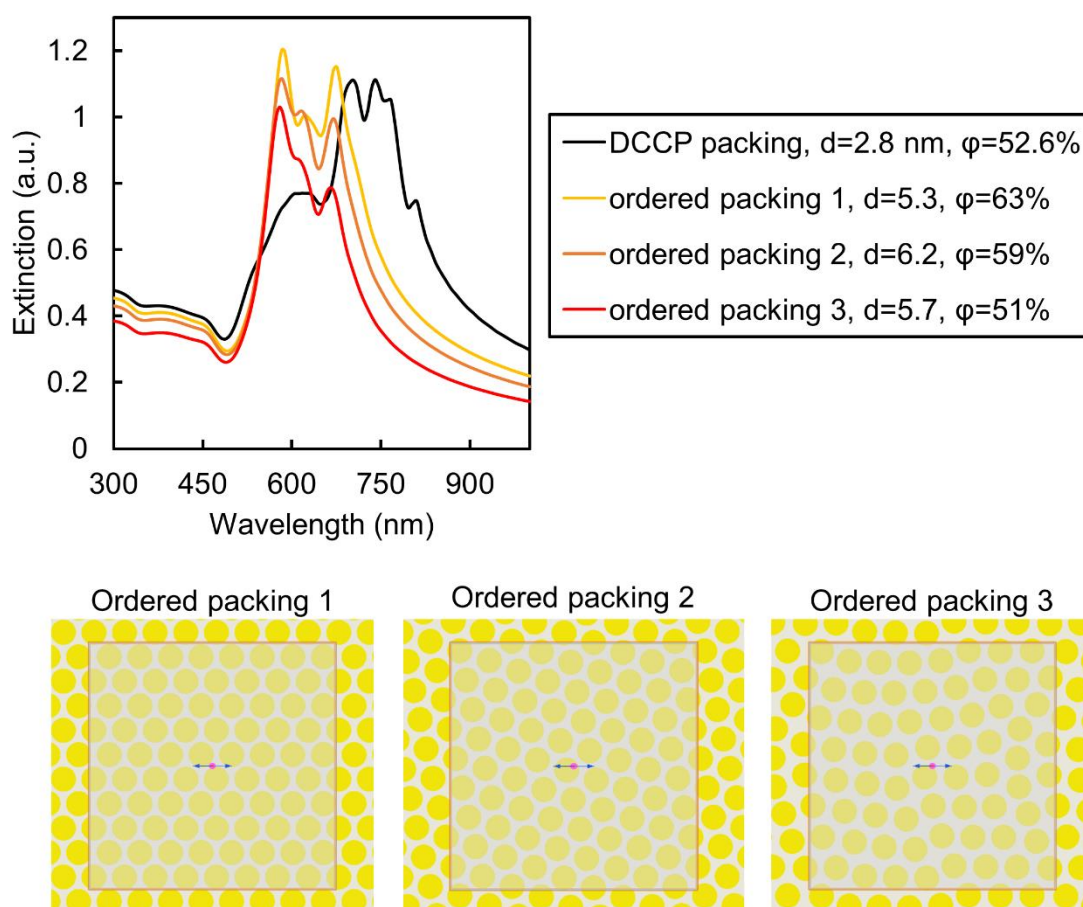 1.2
1
0.8
0.6
0.4
0.2
0
Extinction (a.u.)
300 450 600 750 900
Wavelength (nm)
DCCP packing, d=2.8 nm, φ=52.6%
ordered packing 1, d=5.3, φ=63%
ordered packing 2, d=6.2, φ=59%
ordered packing 3, d=5.7, φ=51%
Ordered packing 1
Ordered packing 2
Ordered packing 3